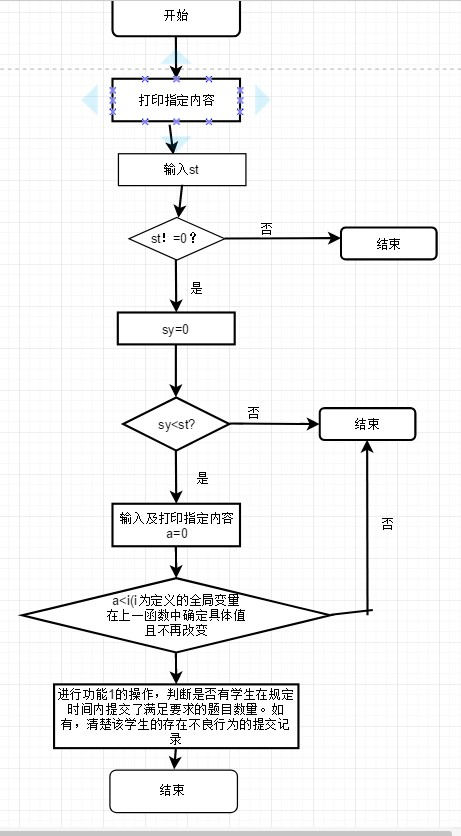 开始
打印指定内容
输入st
st！=0？
否
结束
是
sy=0
sy<st?
否
结束
是
输入及打印指定内容
a=0
否
a<i(i为定义的全局变量
在上一函数中确定具体值
且不再改变
进行功能1的操作，判断是否有学生在规定
时间内提交了满足要求的题目数量。如
有，清楚该学生的存在不良行为的提交记
录
结束